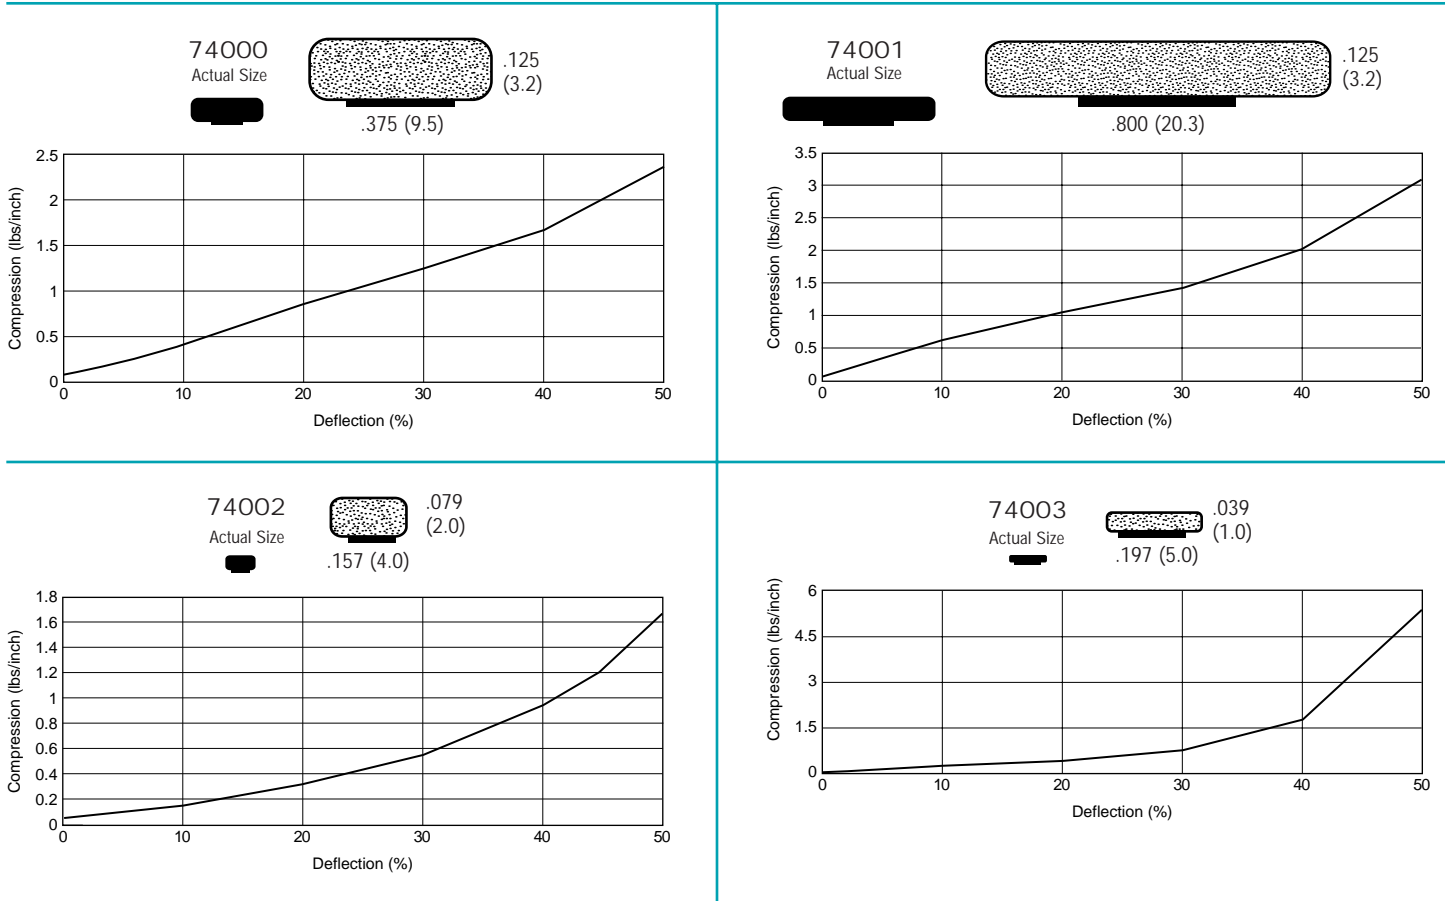 74000
Actual Size
.125
(3.2)
.375 (9.5)
2.5
2
1.5
1
0.5
0
Compression (lbs/inch)
0 10 20 30 40 50
Deflection (%)
74001
Actual Size
.125
(3.2)
.800 (20.3)
3.5
3
2.5
2
1.5
1
0.5
0
Compression (lbs/inch)
0 10 20 30 40 50
Deflection (%)
74002
Actual Size
.079
(2.0)
.157 (4.0)
1.8
1.6
1.4
1.2
1
0.8
0.6
0.4
0.2
0
Compression (lbs/inch)
0 10 20 30 40 50
Deflection (%)
74003
Actual Size
.039
(1.0)
.197 (5.0)
6
4.5
3
1.5
0
Compression (lbs/inch)
0 10 20 30 40 50
Deflection (%)